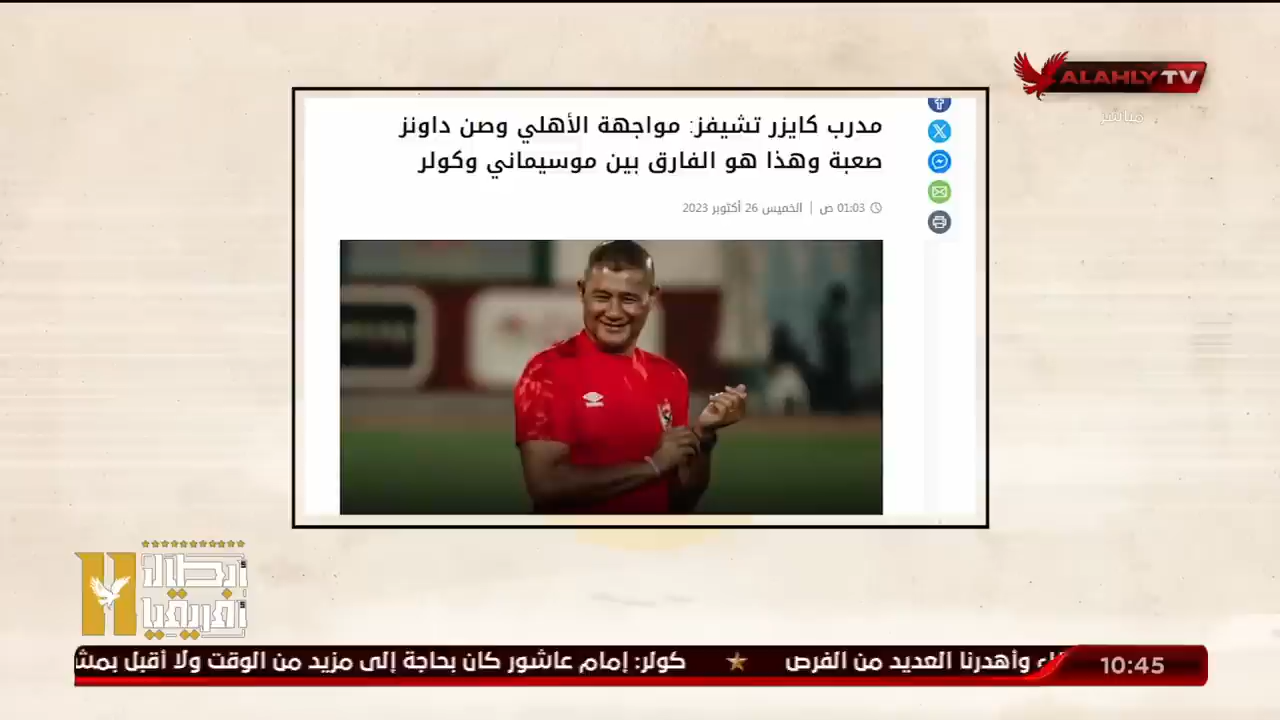 ALAHLY TV
مباشر
مدرب كايزر تشيفز: مواجهة الأهلي وصن داونز
صعبة وهذا هو الفارق بين موسيماني وكولر
01:03 ص | الخميس 26 أكتوبر 2023
أبطال
أفريقيا
10:45
وأهدرنا العديد من الفرص ★ كولر: إمام عاشور كان بحاجة إلى مزيد من الوقت ولا أقبل